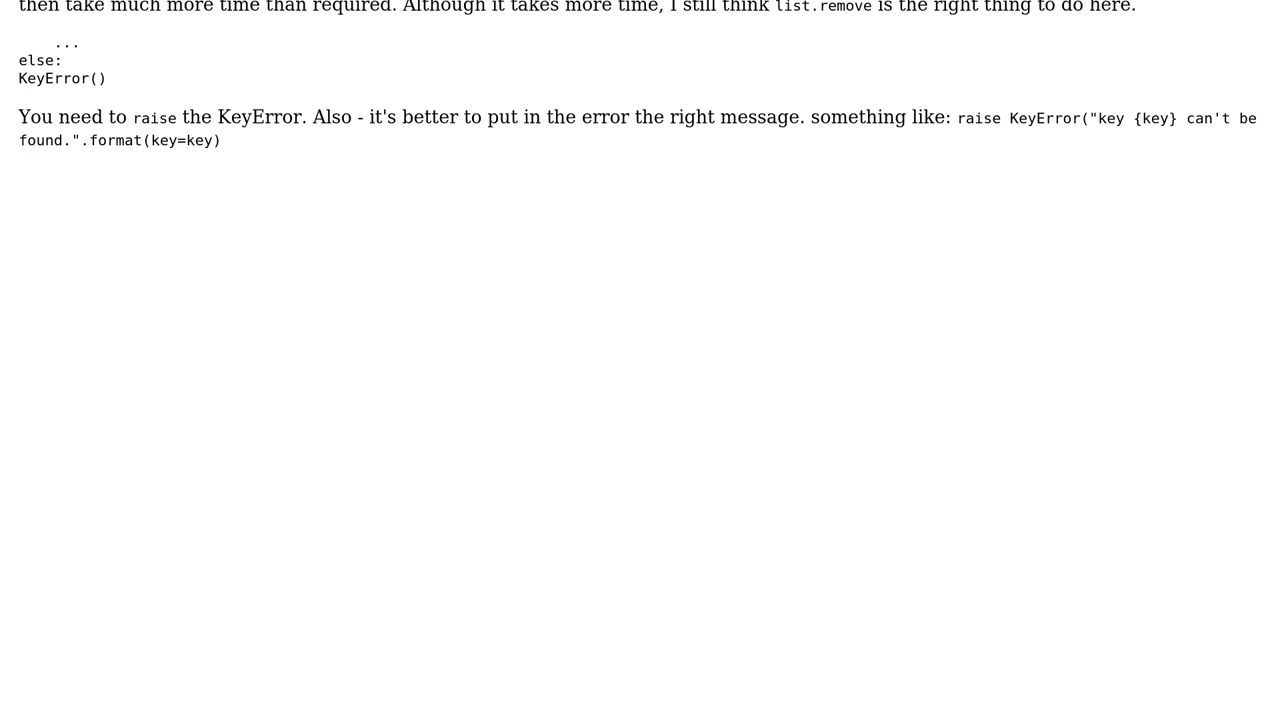 then take much more time than required. Although it takes more time, I still think list.remove is the right thing to do here.
    ...
else:
KeyError()
You need to raise the KeyError. Also - it's better to put in the error the right message. something like: raise KeyError("key {key} can't be
found.".format(key=key)